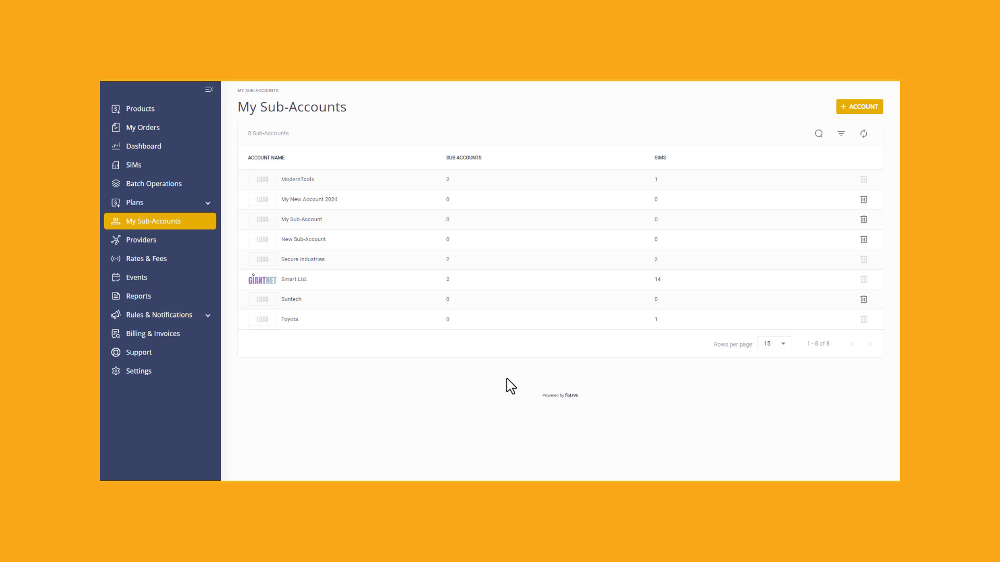 MY SUB-ACCOUNTS
My Sub-Accounts
+ ACCOUNT
Products
My Orders
Dashboard
SIMs
Batch Operations
Plans
My Sub-Accounts
Providers
Rates & Fees
Events
Reports
Rules & Notifications
Billing & Invoices
Support
Settings
8 Sub-Accounts
ACCOUNT NAME SUB ACCOUNTS SIMS
LOGO ModernTools 2 1
LOGO My New Account 2024 0 0
LOGO My Sub-Account 0 0
LOGO New Sub-Account 0 0
LOGO Secure Industries 2 2
GIANTNET Smart Ltd. 2 14
LOGO Suntech 0 0
LOGO Toyota 0 1
Rows per page: 15 1 - 8 of 8
Powered by floLIVE